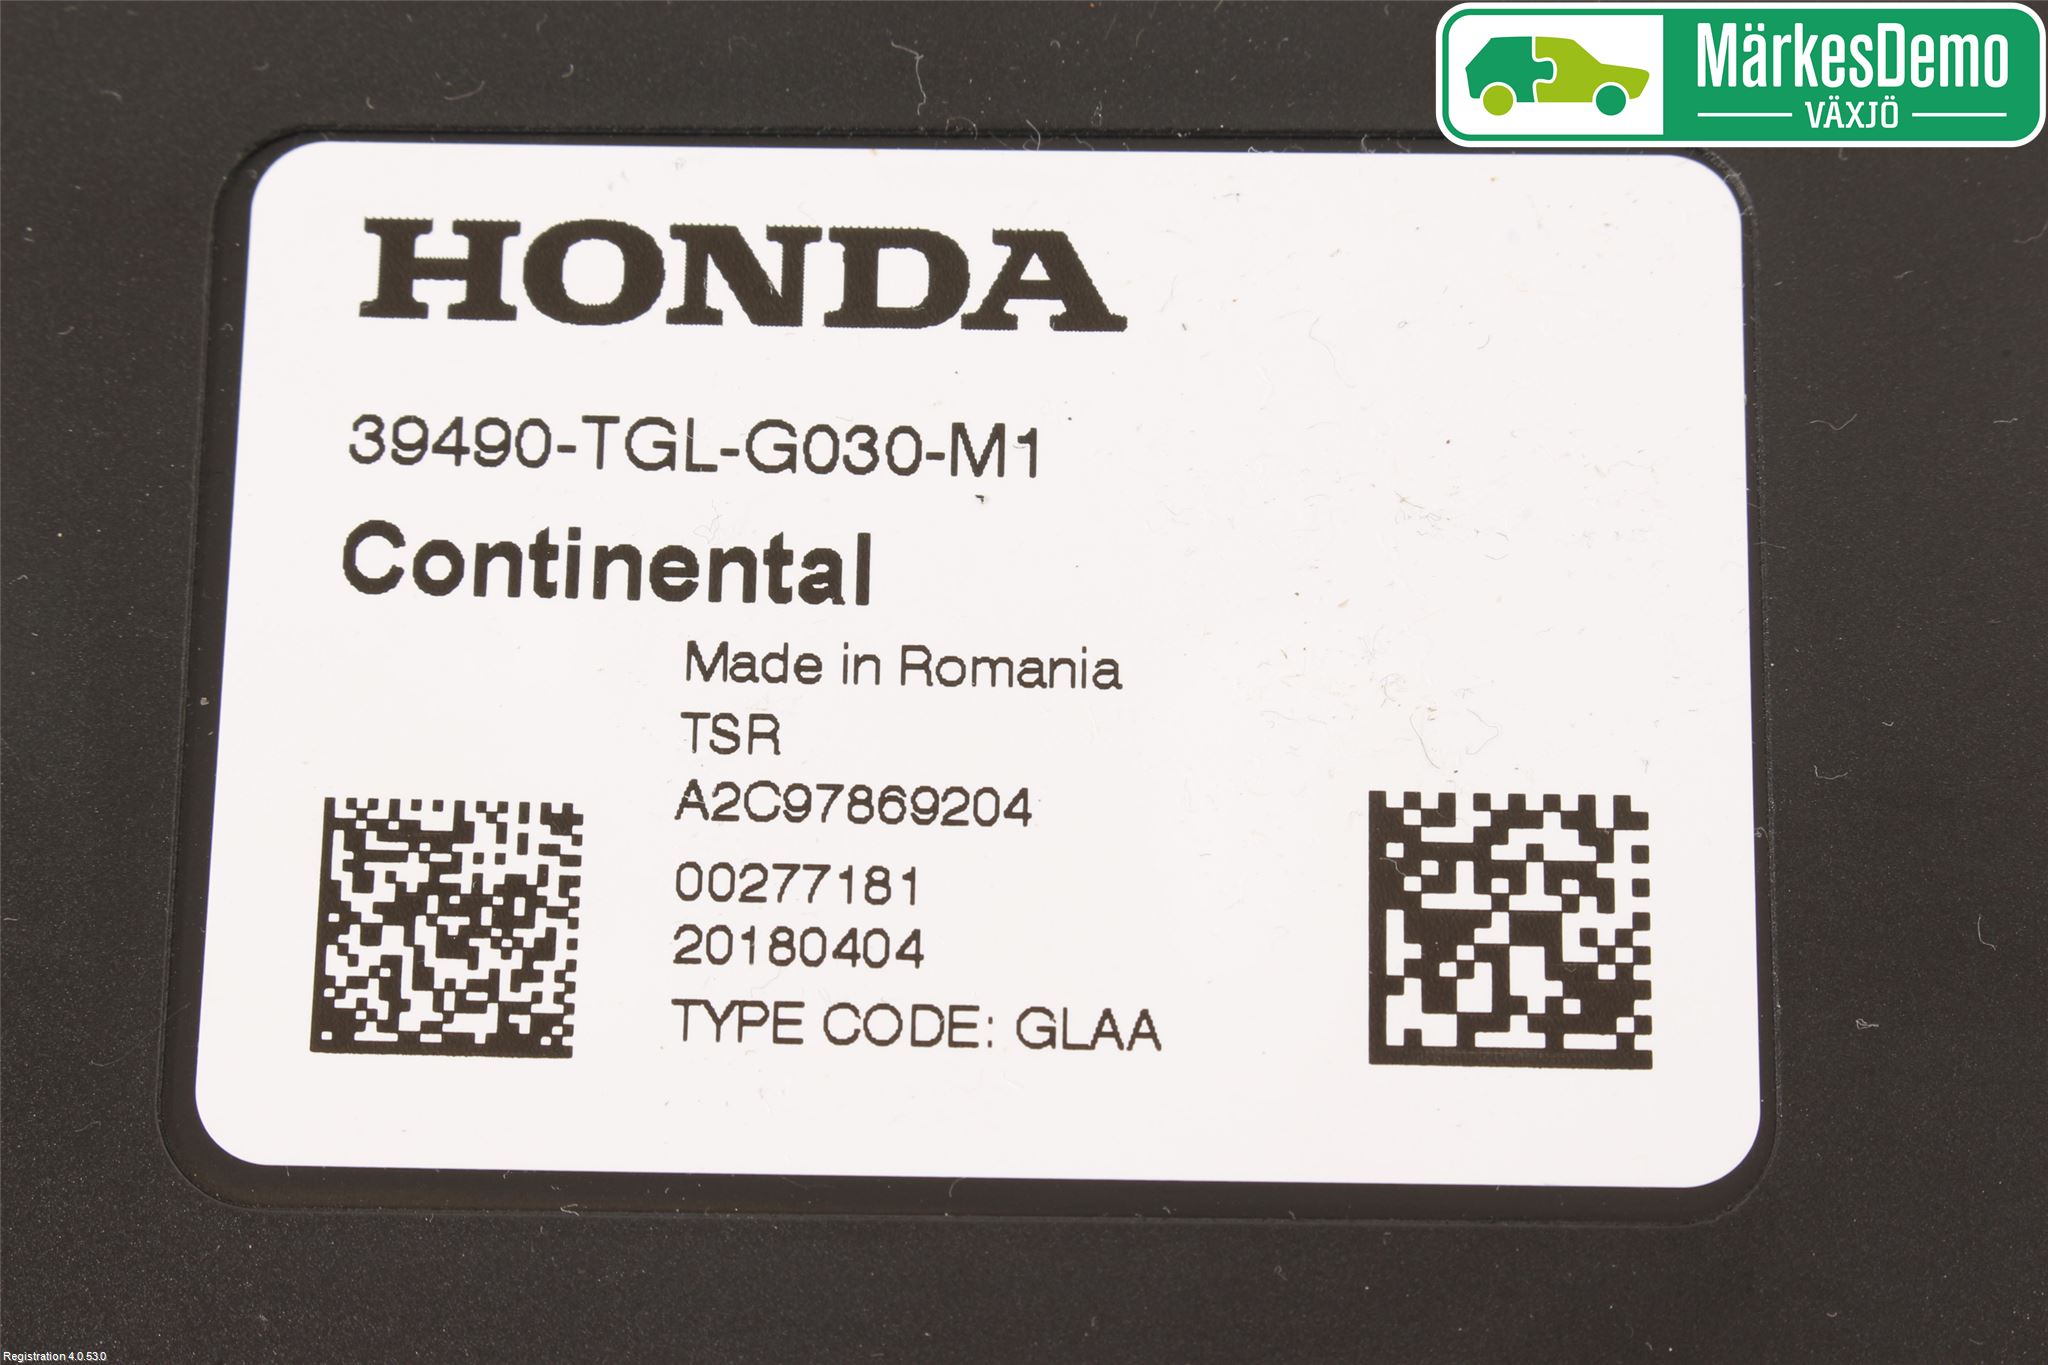 MärkesDemo
VÄXJÖ
HONDA
39490-TGL-G030-M1
Continental
Made in Romania
TSR
A2C97869204
00277181
20180404
TYPE CODE: GLAA
Registration 4.0.53.0